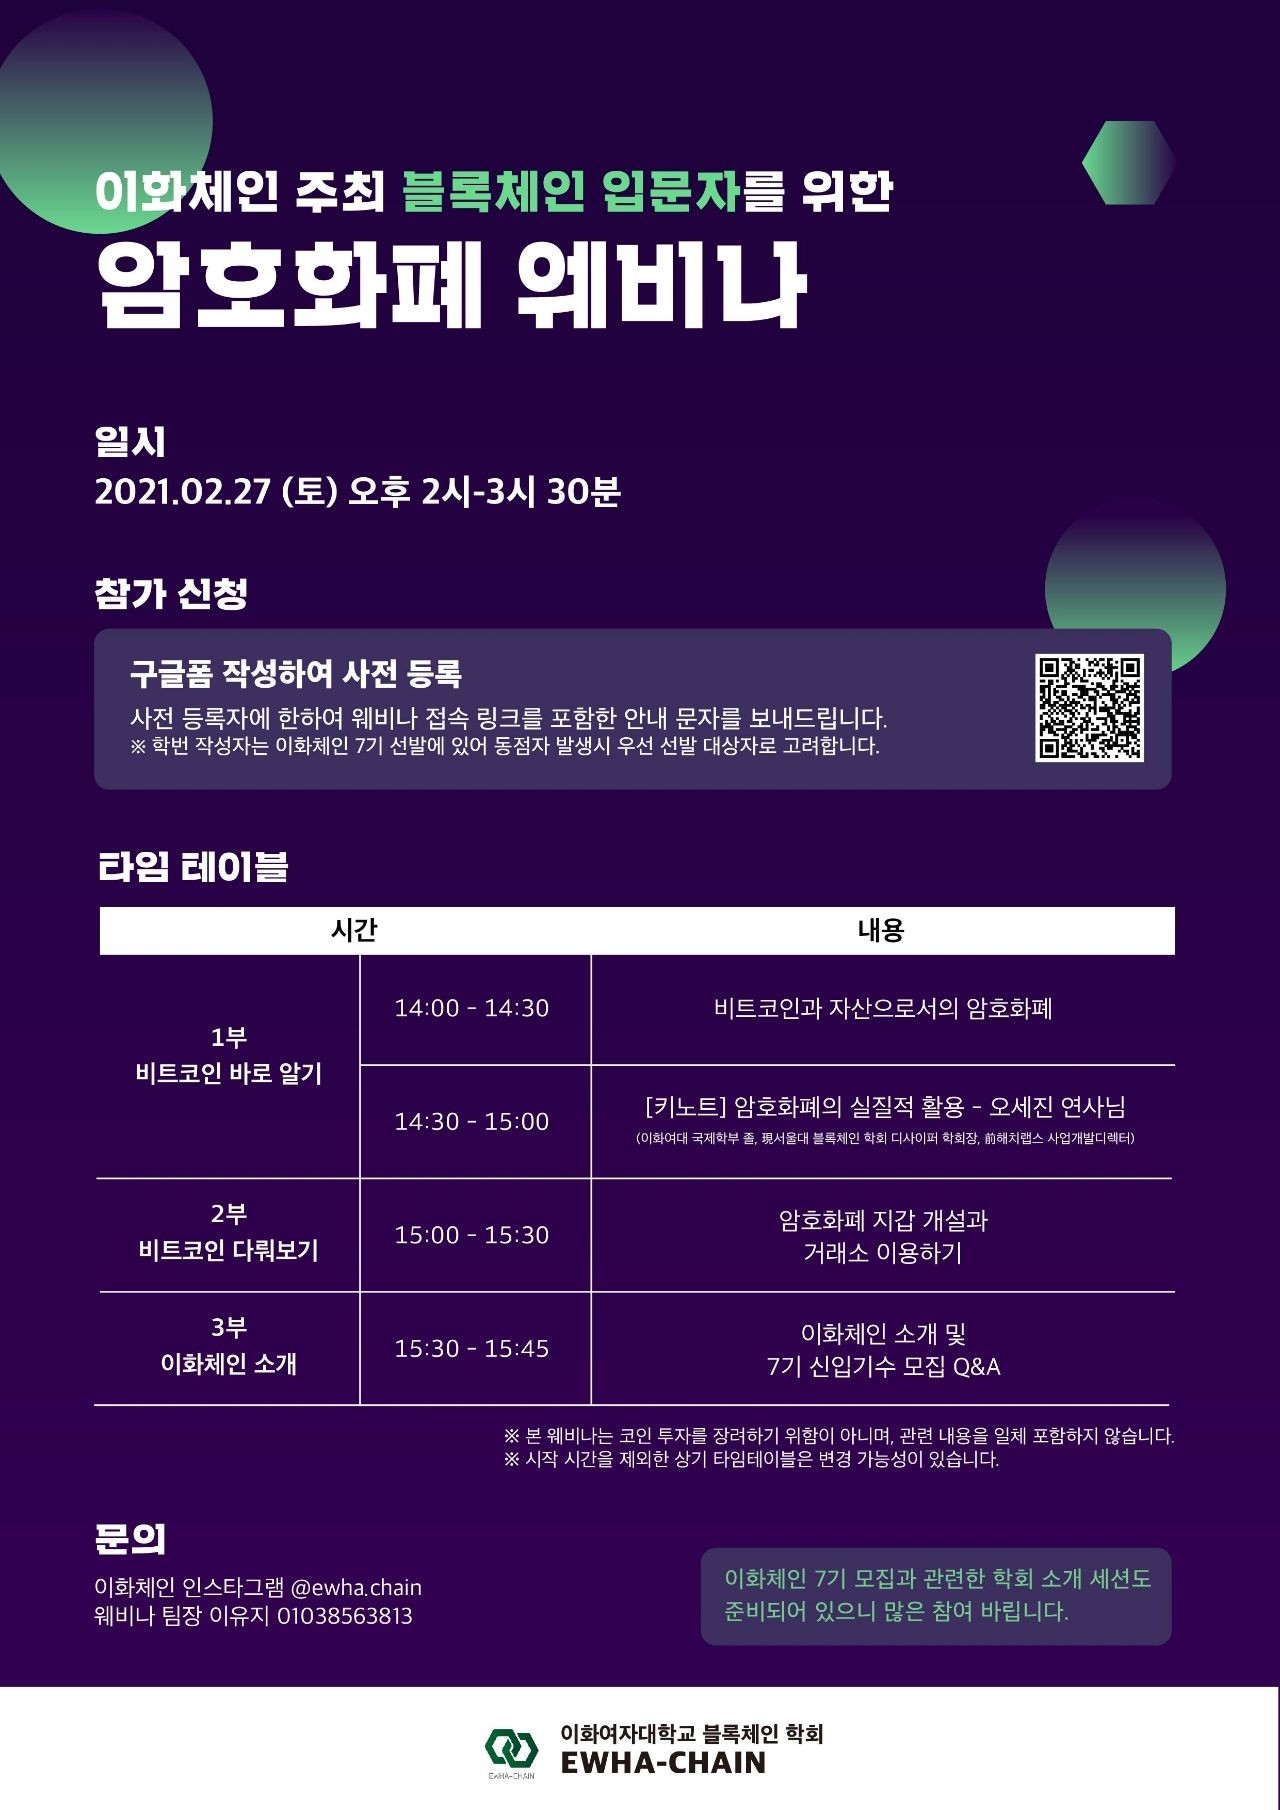 이화체인 주최 블록체인 입문자를 위한
암호화폐 웨비나
일시
2021.02.27 (토) 오후 2시-3시 30분
참가 신청
구글폼 작성하여 사전 등록
사전 등록자에 한하여 웨비나 접속 링크를 포함한 안내 문자를 보내드립니다.
※ 학번 작성자는 이화체인 7기 선발에 있어 동점자 발생시 우선 선발 대상자로 고려합니다.
타임 테이블
시간 내용
1부
비트코인 바로 알기
14:00 - 14:30
비트코인과 자산으로서의 암호화폐
14:30 - 15:00
[키노트] 암호화폐의 실질적 활용 - 오세진 연사님
(이화여대 국제학부 졸, 現서울대 블록체인 학회 디사이퍼 학회장, 前해치랩스 사업개발디렉터)
2부
비트코인 다뤄보기
15:00 - 15:30
암호화폐 지갑 개설과
거래소 이용하기
3부
이화체인 소개
15:30 - 15:45
이화체인 소개 및
7기 신입기수 모집 Q&A
※ 본 웨비나는 코인 투자를 장려하기 위함이 아니며, 관련 내용을 일체 포함하지 않습니다.
※ 시작 시간을 제외한 상기 타임테이블은 변경 가능성이 있습니다.
문의
이화체인 인스타그램 @ewha.chain
웨비나 팀장 이유지 01038563813
이화체인 7기 모집과 관련한 학회 소개 세션도
준비되어 있으니 많은 참여 바립니다.
EWHA-CHAIN
이화여자대학교 블록체인 학회
EWHA-CHAIN